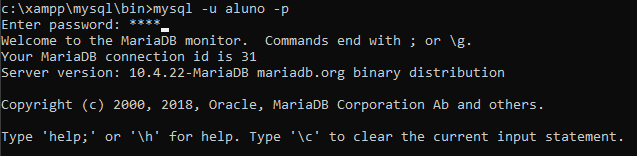 c:\xampp\mysql\bin>mysql -u aluno -p
Enter password: ****
Welcome to the MariaDB monitor.  Commands end with ; or \g.
Your MariaDB connection id is 31
Server version: 10.4.22-MariaDB mariadb.org binary distribution

Copyright (c) 2000, 2018, Oracle, MariaDB Corporation Ab and others.

Type 'help;' or '\h' for help. Type '\c' to clear the current input statement.